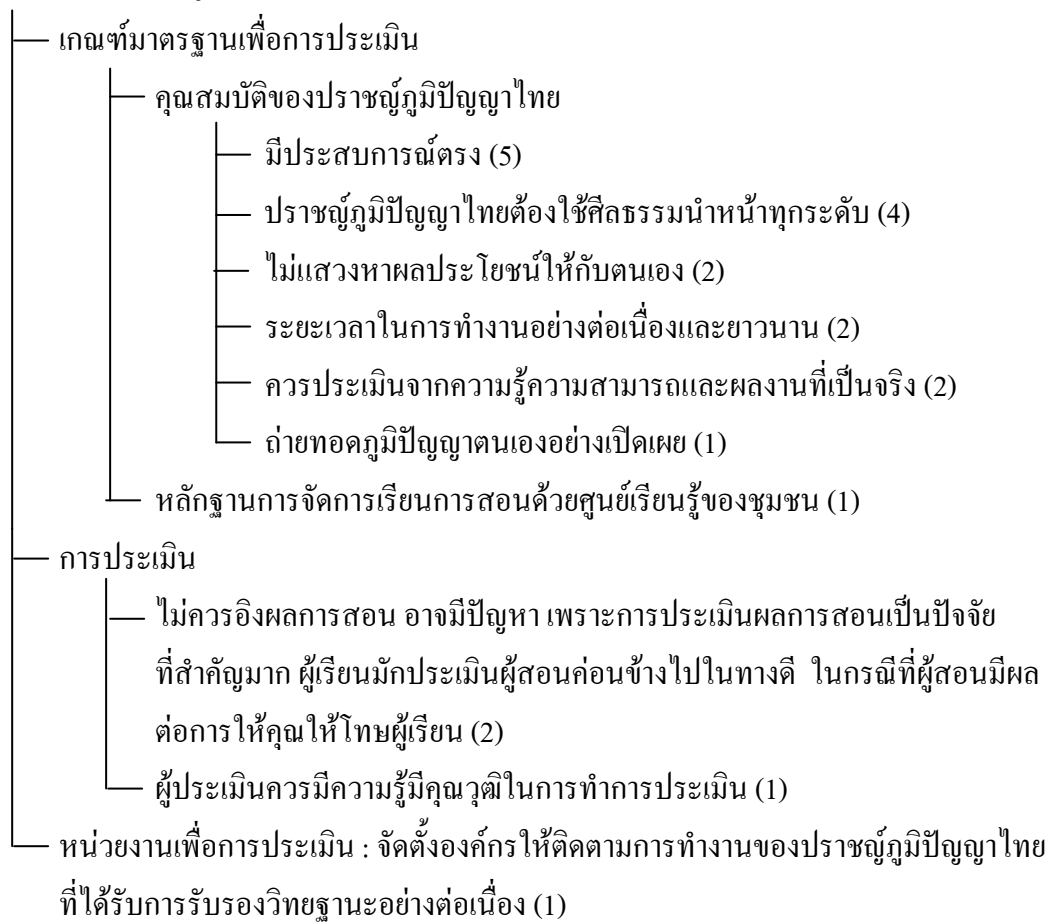 เกณฑ์มาตรฐานเพื่อการประเมิน
คุณสมบัติของปราชญ์ภูมิปัญญาไทย
มีประสบการณ์ตรง (5)
ปราชญ์ภูมิปัญญาไทยต้องใช้ศีลธรรมนำหน้าทุกระดับ (4)
ไม่แสวงหาผลประโยชน์ให้กับตนเอง (2)
ระยะเวลาในการทำงานอย่างต่อเนื่องและยาวนาน (2)
ควรประเมินจากความรู้ความสามารถและผลงานที่เป็นจริง (2)
ถ่ายทอดภูมิปัญญาตนเองอย่างเปิดเผย (1)
หลักฐานการจัดการเรียนการสอนด้วยศูนย์เรียนรู้ของชุมชน (1)
การประเมิน
ไม่ควรอิงผลการสอน อาจมีปัญหา เพราะการประเมินผลการสอนเป็นปัจจัย
ที่สำคัญมาก ผู้เรียนมักประเมินผู้สอนค่อนข้างไปในทางดี ในกรณีที่ผู้สอนมีผล
ต่อการให้คุณให้โทษผู้เรียน (2)
ผู้ประเมินควรมีความรู้มีคุณวุฒิในการทำการประเมิน (1)
หน่วยงานเพื่อการประเมิน : จัดตั้งองค์กรให้ติดตามการทำงานของปราชญ์ภูมิปัญญาไทย
ที่ได้รับการรับรองวิทยฐานะอย่างต่อเนื่อง (1)